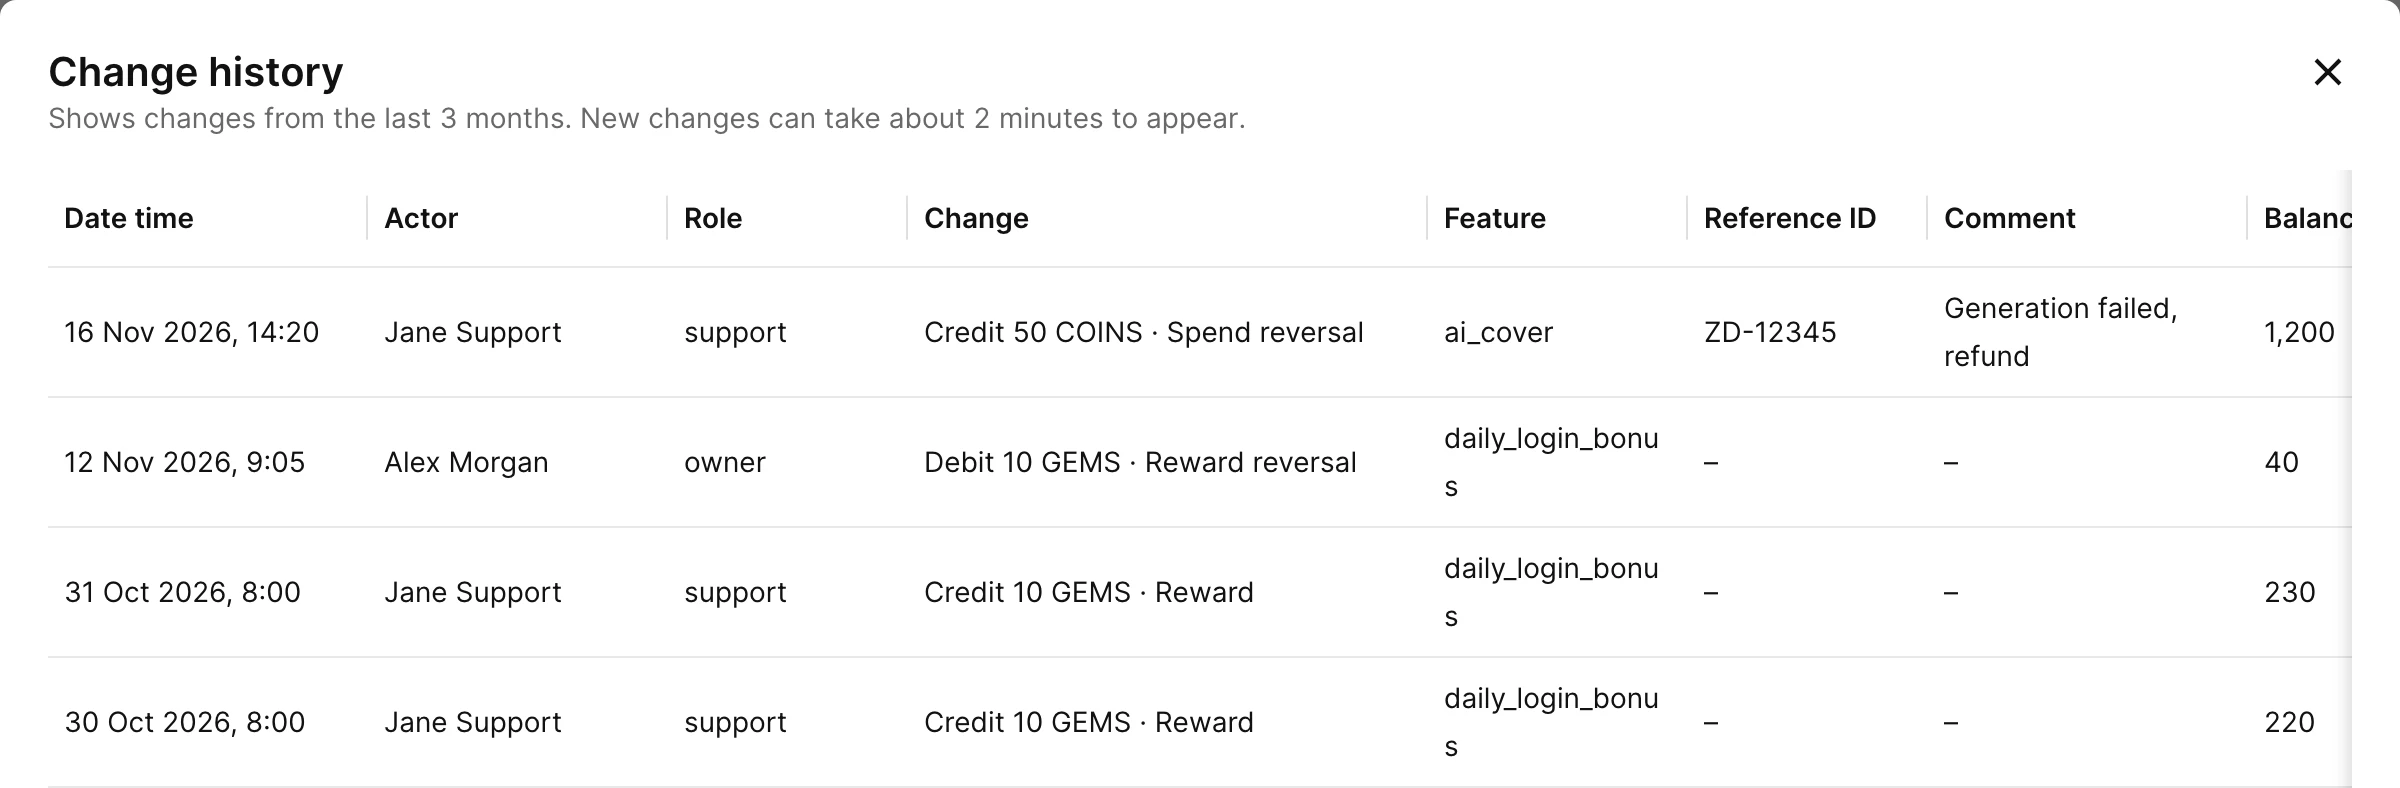 Change history
Shows changes from the last 3 months. New changes can take about 2 minutes to appear.
Date time Actor Role Change Feature Reference ID Comment Balanc
16 Nov 2026, 14:20 Jane Support support Credit 50 COINS · Spend reversal ai_cover ZD-12345 Generation failed,
refund 1,200
12 Nov 2026, 9:05 Alex Morgan owner Debit 10 GEMS · Reward reversal daily_login_bonu
s – – 40
31 Oct 2026, 8:00 Jane Support support Credit 10 GEMS · Reward daily_login_bonu
s – – 230
30 Oct 2026, 8:00 Jane Support support Credit 10 GEMS · Reward daily_login_bonu
s – – 220